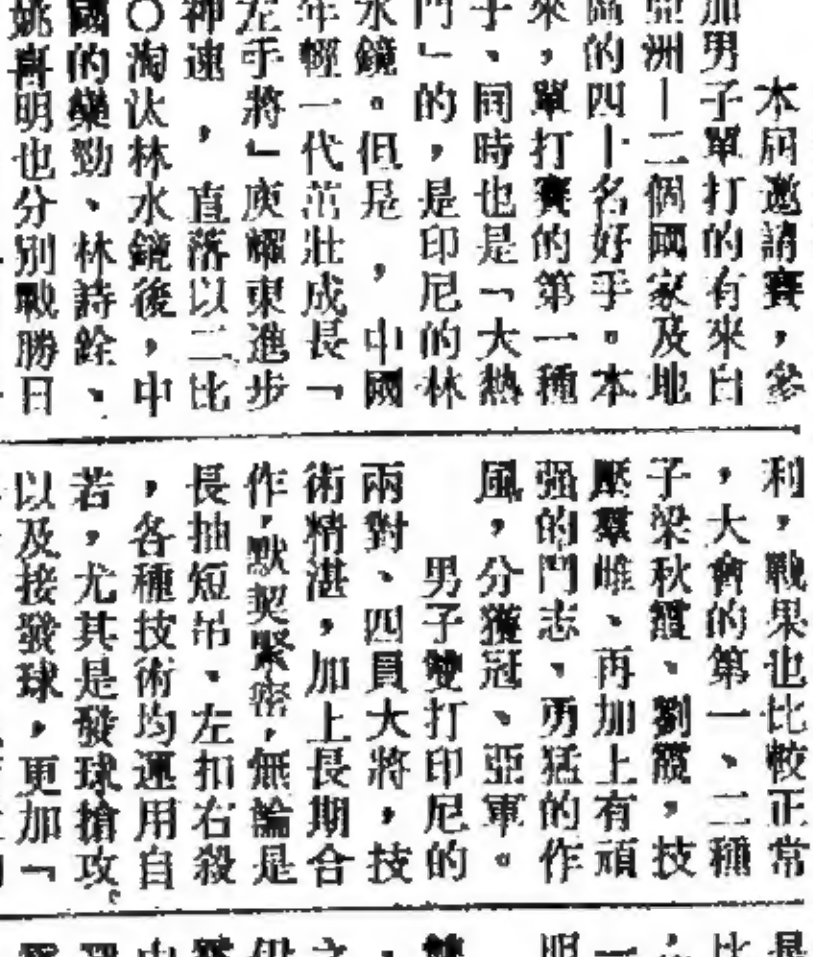 本屆邀請賽，參
加男子單打的有來自
亞洲十二個國家及地
區的四十名好手。本
來，單打賽的第一種
子、同時也是「大熱
門」的，是印尼的林
水鏡。但是，中國
年輕一代茁壯成長「
左手將」庾耀東進步
神速，直落以二比
○淘汰林水鏡後，中
國的欒勁、林詩銓、
姚喜明也分別戰勝日
利，戰果也比較正常
，大會的第一、二種
子梁秋霞、劉霞，技
壓羣雌、再加上有頑
強的鬥志、勇猛的作
風，分獲冠、亞軍。
男子雙打印尼的
兩對、四員大將，技
術精湛，加上長期合
作，默契緊密，無論是
長抽短吊、左扣右殺
，各種技術均運用自
若，尤其是發球搶攻
以及接發球，更加「
是
比
一
明